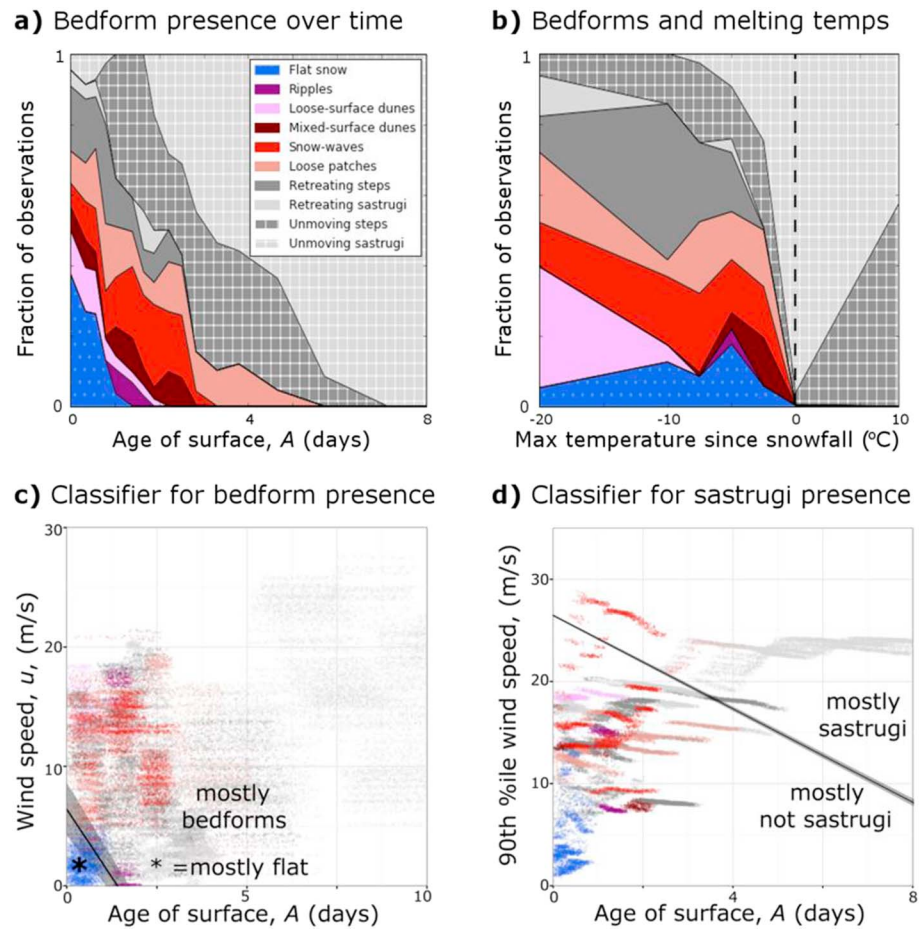 a) Bedform presence over time
1
Fraction of observations
0
0
4
8
Age of surface, A (days)
Flat snow
Ripples
Loose-surface dunes
Mixed-surface dunes
Snow-waves
Loose patches
Retreating steps
Retreating sastrugi
Unmoving steps
Unmoving sastrugi
b) Bedforms and melting temps
1
Fraction of observations
0
-20
-10
0
10
Max temperature since snowfall (°C)
c) Classifier for bedform presence
30
20
10
0
Wind speed, u, (m/s)
mostly
bedforms
*
* =mostly flat
0
5
10
Age of surface, A (days)
d) Classifier for sastrugi presence
30
20
10
0
90th %ile wind speed, (m/s)
mostly
sastrugi
mostly
not sastrugi
0
2
4
8
Age of surface, A (days)